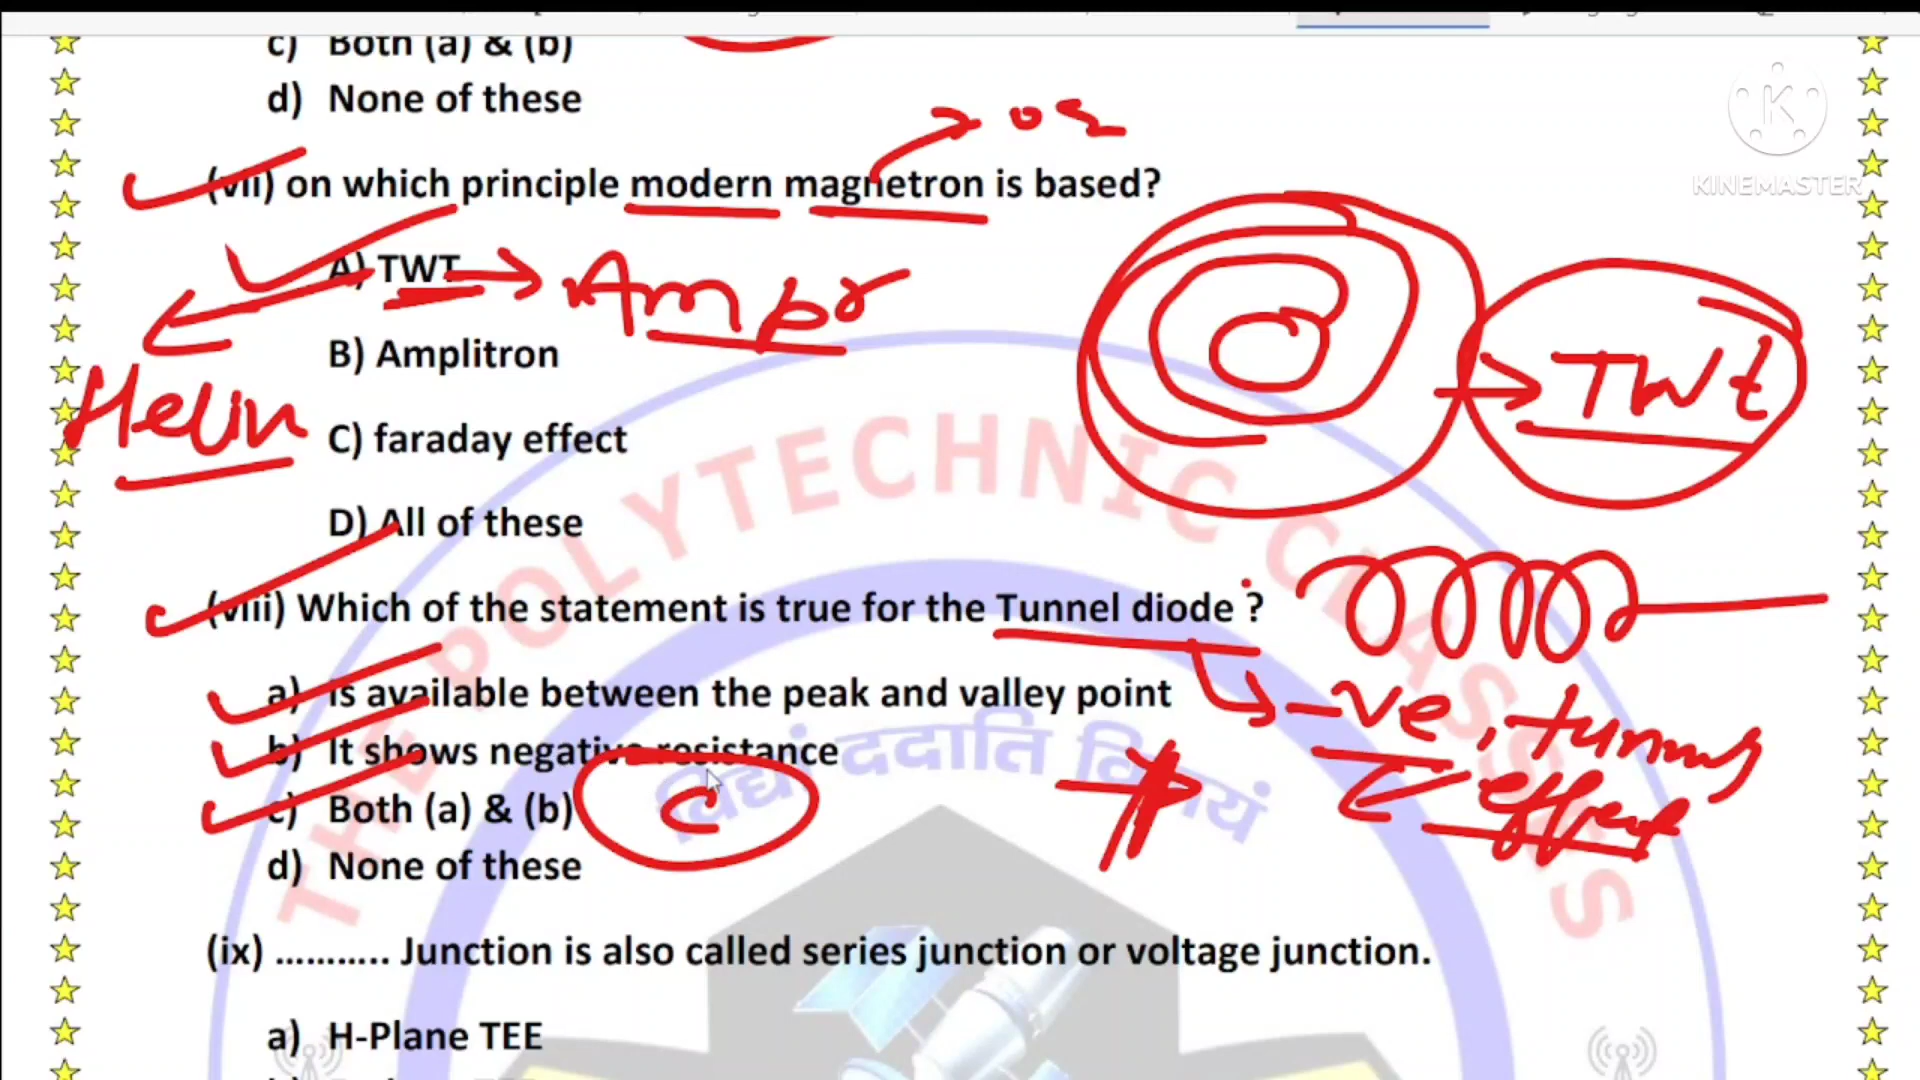 c) Both (a) & (b)
d) None of these
(vii) on which principle modern magnetron is based?
A) TWT → Ampr
B) Amplitron
Helin
C) faraday effect
TWt
D) All of these
(viii) Which of the statement is true for the Tunnel diode ?
a) Is available between the peak and valley point
-ve, tunning
effect
b) It shows negative resistance
c) Both (a) & (b)
d) None of these
(ix) ........... Junction is also called series junction or voltage junction.
a) H-Plane TEE
KINEMASTER
THE POLYTECHNIC CLASSES